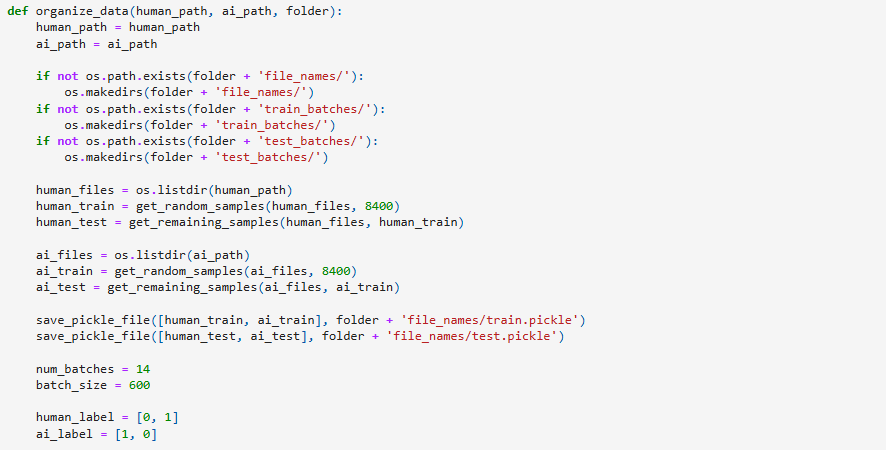 def organize_data(human_path, ai_path, folder):
    human_path = human_path
    ai_path = ai_path

    if not os.path.exists(folder + 'file_names/'):
        os.makedirs(folder + 'file_names/')
    if not os.path.exists(folder + 'train_batches/'):
        os.makedirs(folder + 'train_batches/')
    if not os.path.exists(folder + 'test_batches/'):
        os.makedirs(folder + 'test_batches/')

    human_files = os.listdir(human_path)
    human_train = get_random_samples(human_files, 8400)
    human_test = get_remaining_samples(human_files, human_train)

    ai_files = os.listdir(ai_path)
    ai_train = get_random_samples(ai_files, 8400)
    ai_test = get_remaining_samples(ai_files, ai_train)

    save_pickle_file([human_train, ai_train], folder + 'file_names/train.pickle')
    save_pickle_file([human_test, ai_test], folder + 'file_names/test.pickle')

    num_batches = 14
    batch_size = 600

    human_label = [0, 1]
    ai_label = [1, 0]